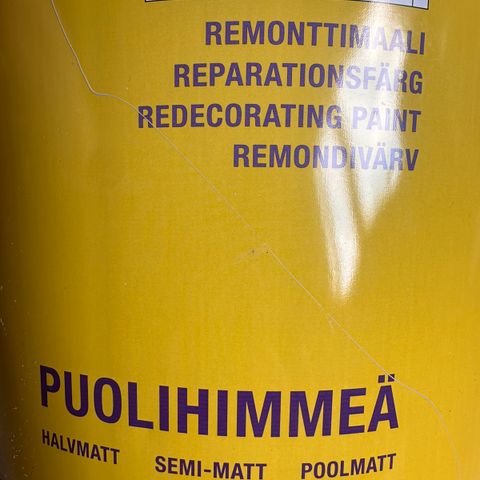 REMONTTIMAALI
REPARATIONSFÄRG
REDECORATING PAINT
REMONDIVÄRV
PUOLIHIMMEÄ
HALVMATT SEMI-MATT POOLMATT